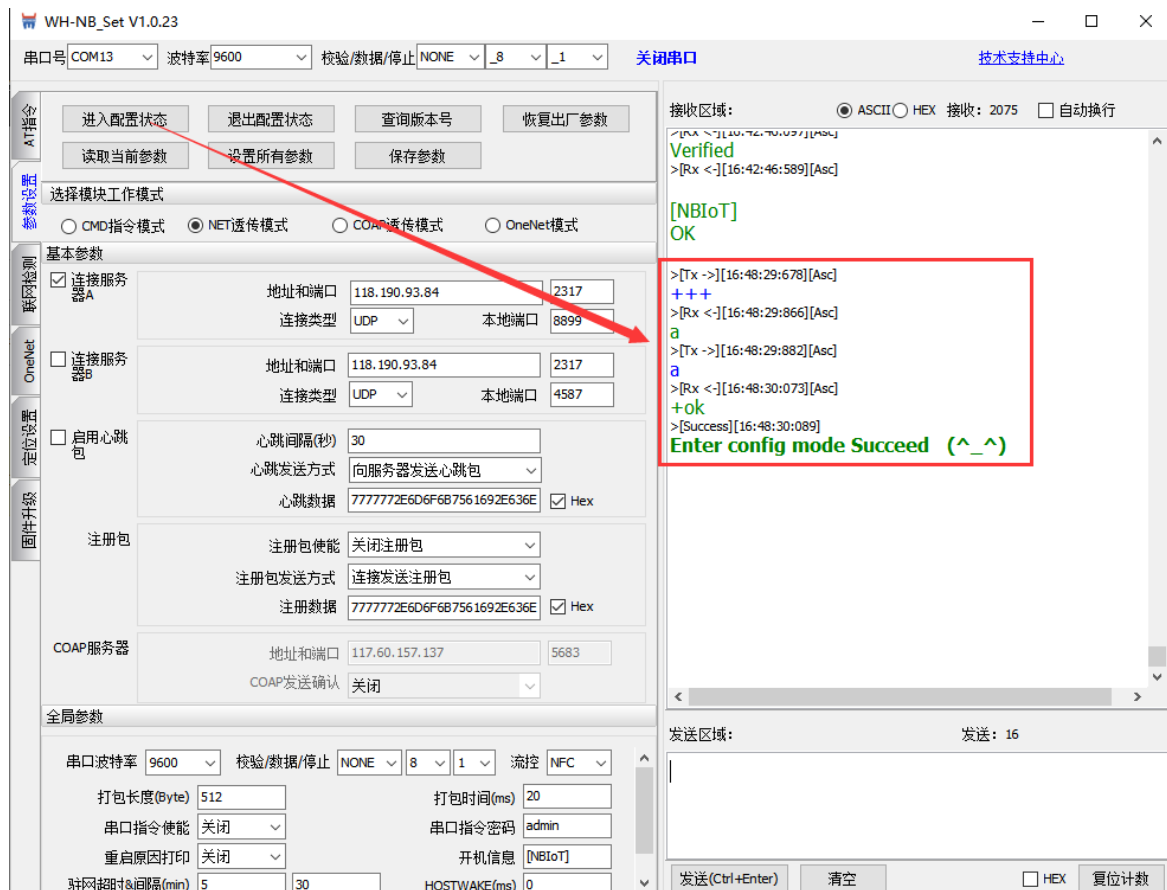 WH-NB_Set V1.0.23
串口号 COM13 波特率 9600 校验/数据/停止 NONE _8 _1 关闭串口 技术支持中心
AT指令
参数设置
联网检测
OneNet
定位设置
固件升级
进入配置状态 退出配置状态 查询版本号 恢复出厂参数
读取当前参数 设置所有参数 保存参数
选择模块工作模式
CMD指令模式 NET透传模式 COAP透传模式 OneNet模式
基本参数
连接服务器A
地址和端口 118.190.93.84 2317
连接类型 UDP 本地端口 8899
连接服务器B
地址和端口 118.190.93.84 2317
连接类型 UDP 本地端口 4587
启用心跳包
心跳间隔(秒) 30
心跳发送方式 向服务器发送心跳包
心跳数据 7777772E6D6F6B7561692E636E Hex
注册包
注册包使能 关闭注册包
注册包发送方式 连接发送注册包
注册数据 7777772E6D6F6B7561692E636E Hex
COAP服务器
地址和端口 117.60.157.137 5683
COAP发送确认 关闭
全局参数
串口波特率 9600 校验/数据/停止 NONE 8 1 流控 NFC
打包长度(Byte) 512 打包时间(ms) 20
串口指令使能 关闭 串口指令密码 admin
重启原因打印 关闭 开机信息 [NBIoT]
驻网超时&间隔(min) 5 30 HOSTWAKE(ms) 0
接收区域: ASCII HEX 接收: 2075 自动换行
Verified
>[Rx <-][16:42:46:589][Asc]
[NBIoT]
OK
>[Tx ->][16:48:29:678][Asc]
+++
>[Rx <-][16:48:29:866][Asc]
a
>[Tx ->][16:48:29:882][Asc]
a
>[Rx <-][16:48:30:073][Asc]
+ok
>[Success][16:48:30:089]
Enter config mode Succeed (^_^)
发送区域: 发送: 16
发送(Ctrl+Enter) 清空 HEX 复位计数